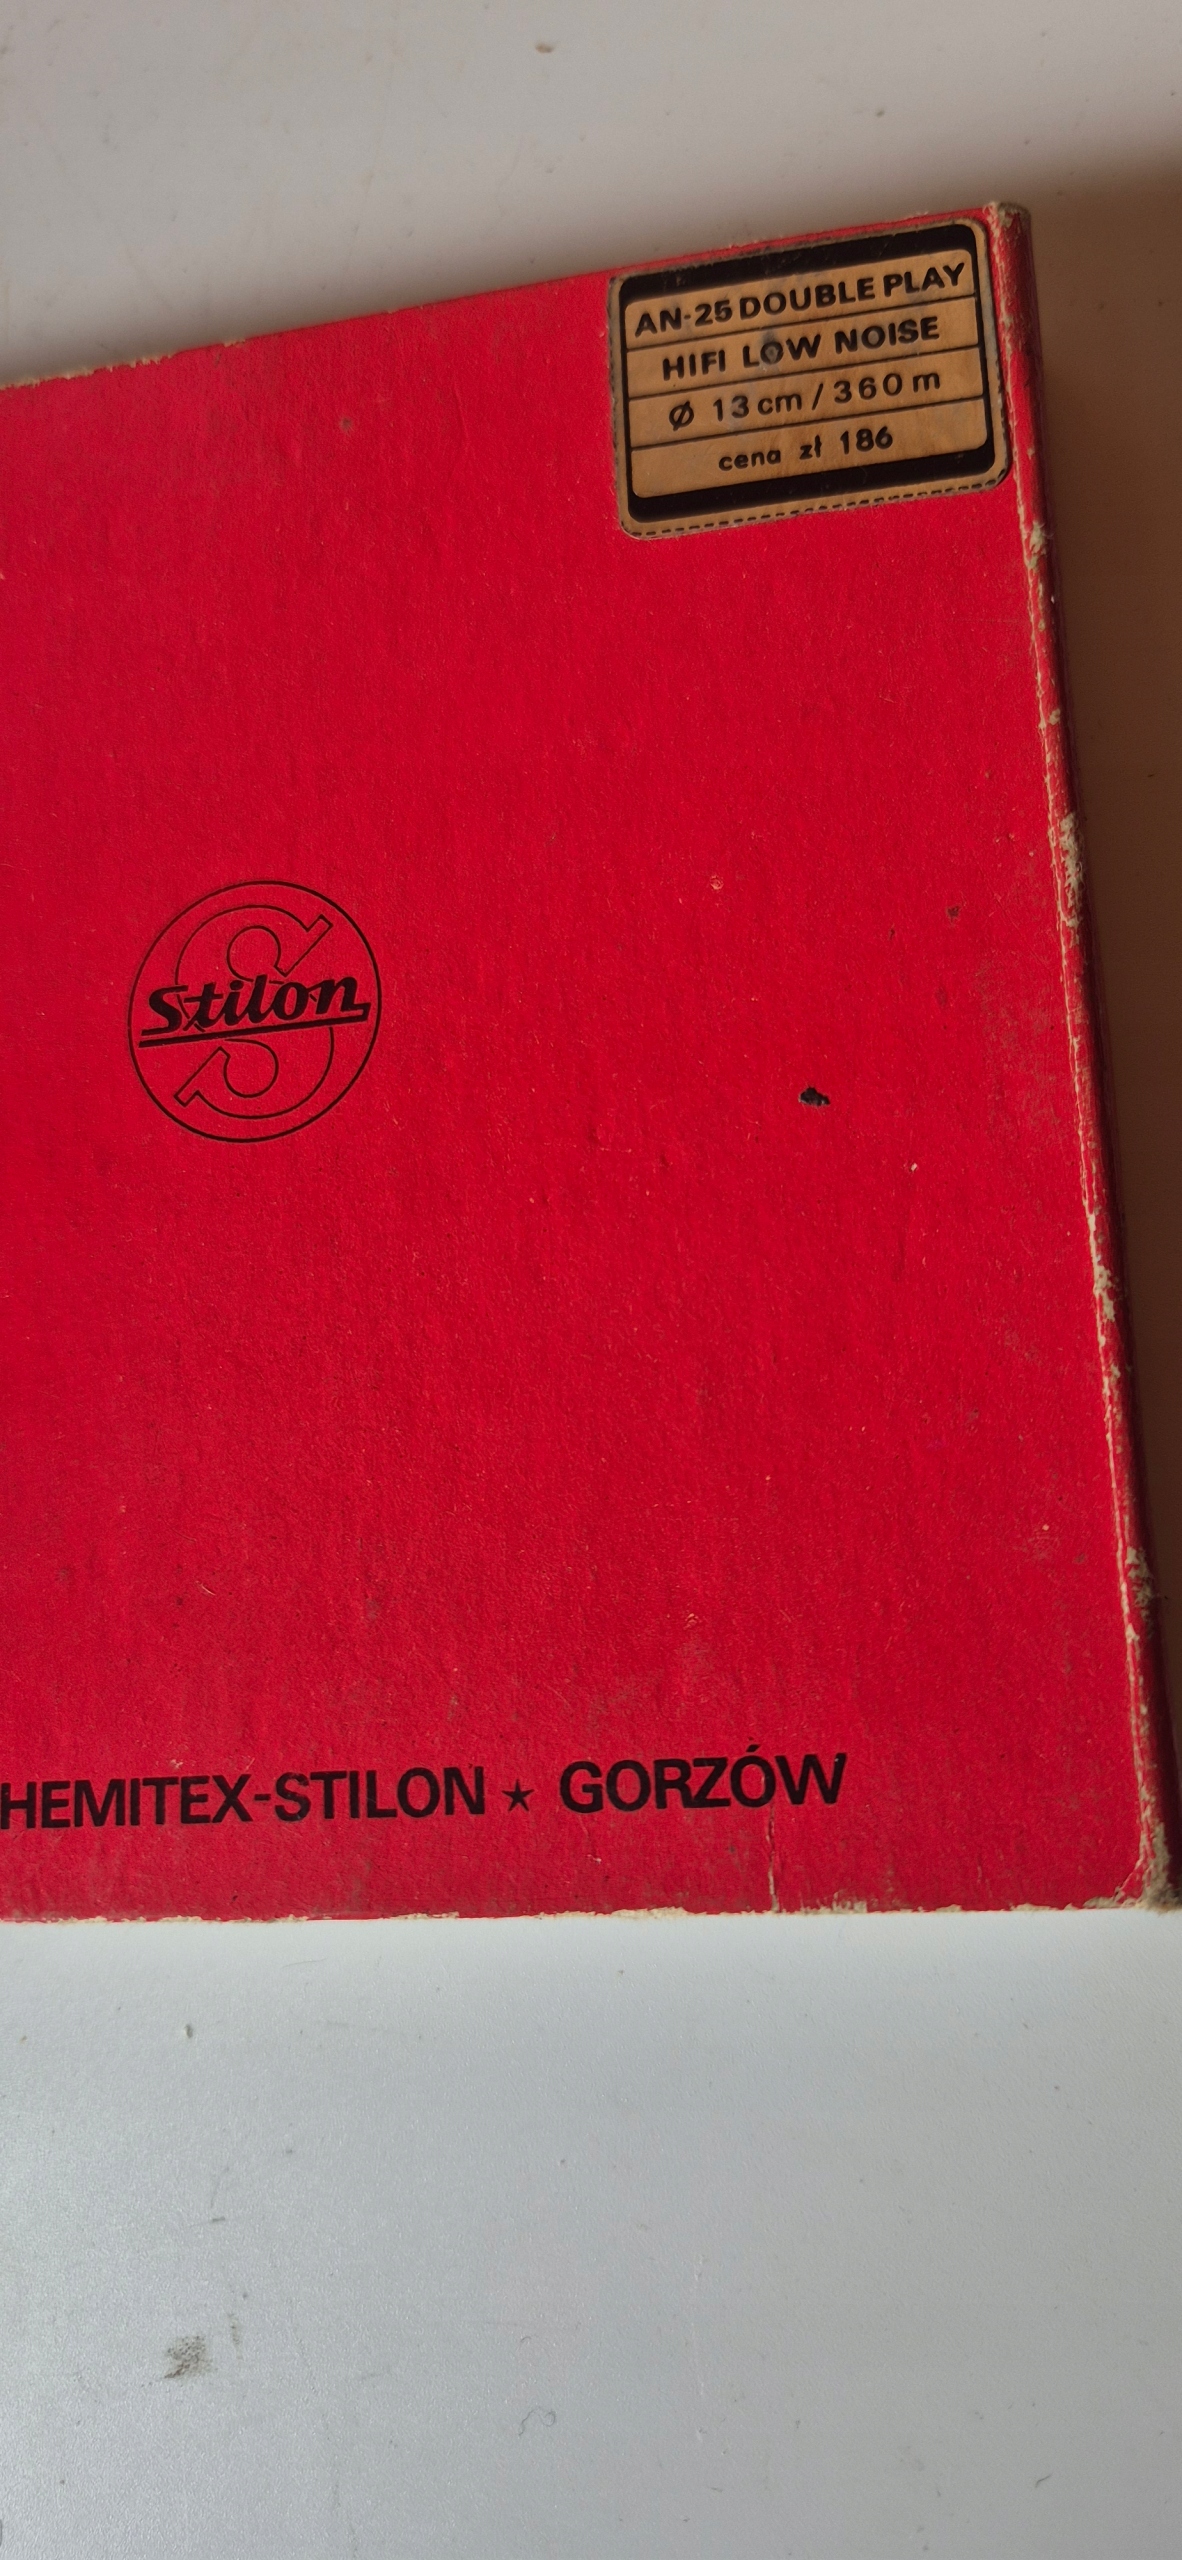 AN-25 DOUBLE PLAY
HIFI LOW NOISE
Ø 13 cm / 360 m
cena zł 186
Stilon
HEMITEX-STILON ★ GORZÓW